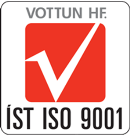 VOTTUN HF.
ÍST ISO 9001